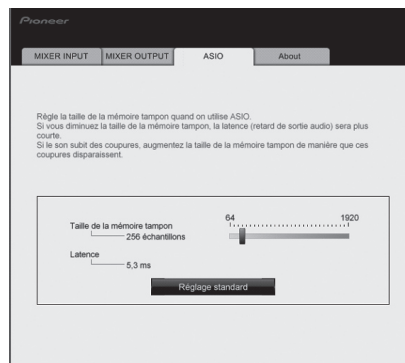 Pioneer
MIXER INPUT MIXER OUTPUT ASIO About
Règle la taille de la mémoire tampon quand on utilise ASIO.
Si vous diminuez la taille de la mémoire tampon, la latence (retard de sortie audio) sera plus
courte.
Si le son subit des coupures, augmentez la taille de la mémoire tampon de manière que ces
coupures disparaissent.
64 1920
Taille de la mémoire tampon
256 échantillons
Latence
5,3 ms
Réglage standard